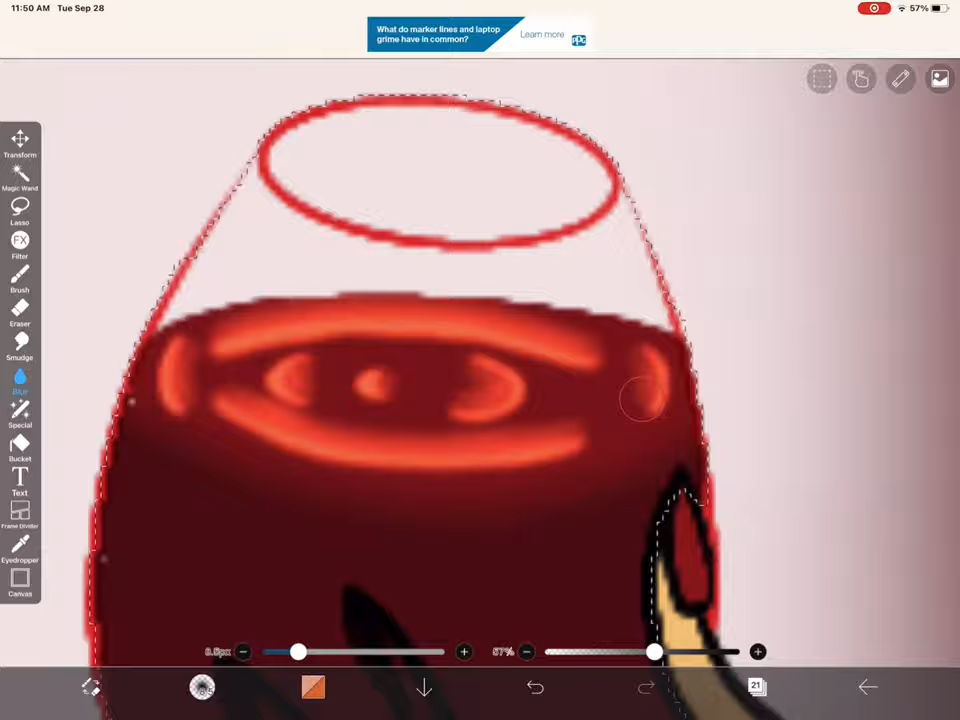 11:50 AM Tue Sep 28
57%
What do marker lines and laptop
grime have in common?
Learn more
PPG
Transform
Magic Wand
Lasso
FX
Filter
Brush
Eraser
Smudge
Blur
Special
Bucket
T
Text
Frame Divider
Eyedropper
Canvas
57%
21